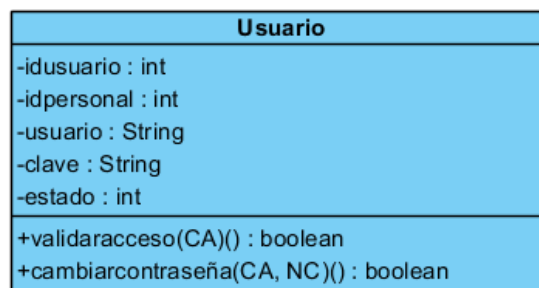 Usuario
-idusuario : int
-idpersonal : int
-usuario : String
-clave : String
-estado : int
+validaracceso(CA)() : boolean
+cambiarcontraseña(CA, NC)() : boolean